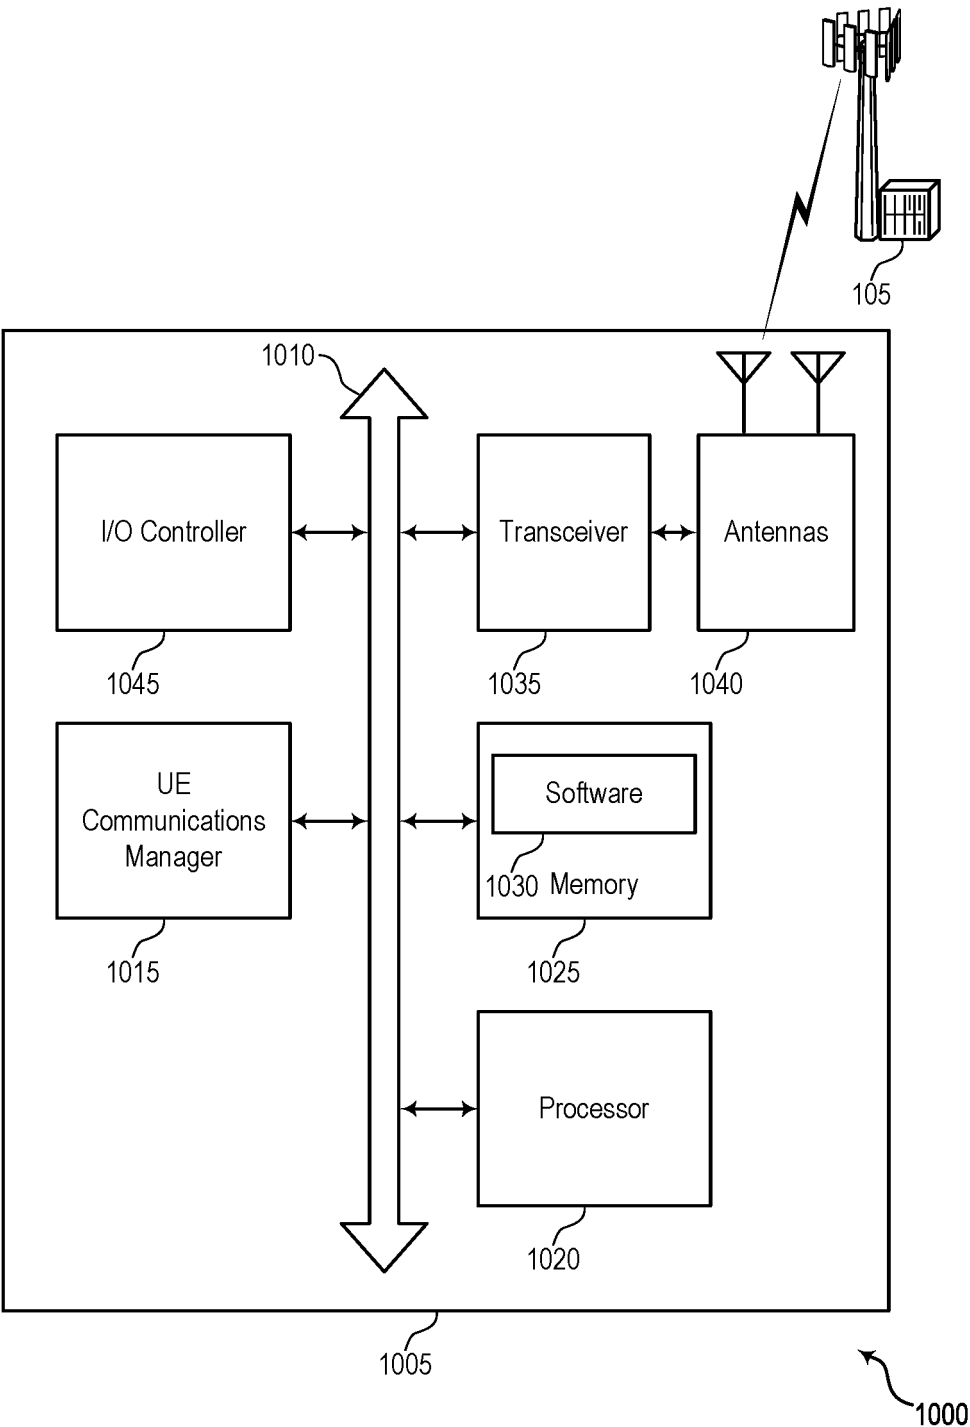 105
1010
I/O Controller
Transceiver
Antennas
1045
1035
1040
UE
Communications
Manager
Software
1030 Memory
1015
1025
Processor
1020
1005
1000